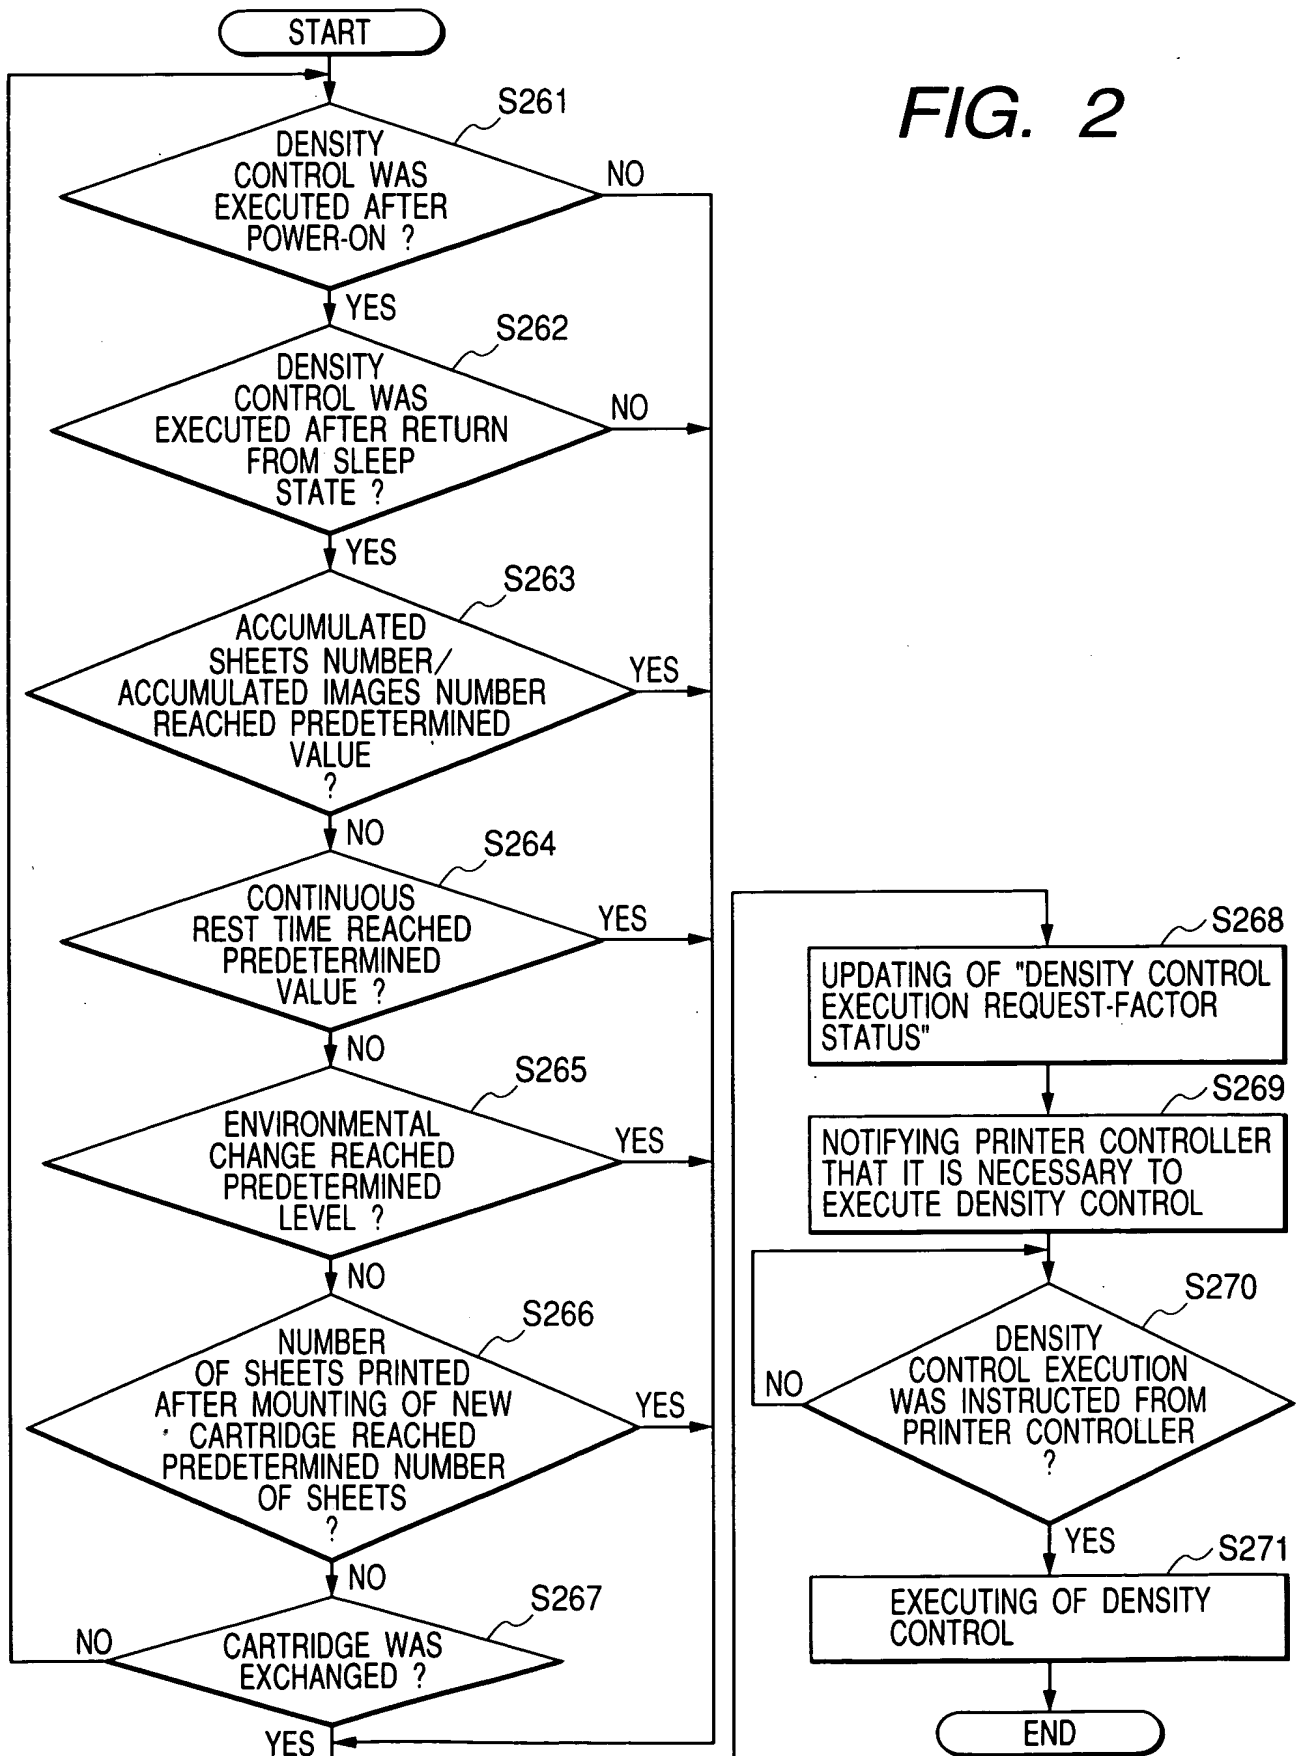 START
FIG. 2
S261
DENSITY
CONTROL WAS
EXECUTED AFTER
POWER-ON ?
NO
YES
S262
DENSITY
CONTROL WAS
EXECUTED AFTER RETURN
FROM SLEEP
STATE ?
NO
YES
S263
ACCUMULATED
SHEETS NUMBER/
ACCUMULATED IMAGES NUMBER
REACHED PREDETERMINED
VALUE
?
YES
NO
S264
CONTINUOUS
REST TIME REACHED
PREDETERMINED
VALUE ?
YES
NO
S265
ENVIRONMENTAL
CHANGE REACHED
PREDETERMINED
LEVEL ?
YES
NO
S266
NUMBER
OF SHEETS PRINTED
AFTER MOUNTING OF NEW
CARTRIDGE REACHED
PREDETERMINED NUMBER
OF SHEETS
?
YES
NO
S267
CARTRIDGE WAS
EXCHANGED ?
NO
YES
S268
UPDATING OF "DENSITY CONTROL
EXECUTION REQUEST-FACTOR
STATUS"
S269
NOTIFYING PRINTER CONTROLLER
THAT IT IS NECESSARY TO
EXECUTE DENSITY CONTROL
S270
DENSITY
CONTROL EXECUTION
WAS INSTRUCTED FROM
PRINTER CONTROLLER
?
NO
YES
S271
EXECUTING OF DENSITY
CONTROL
END